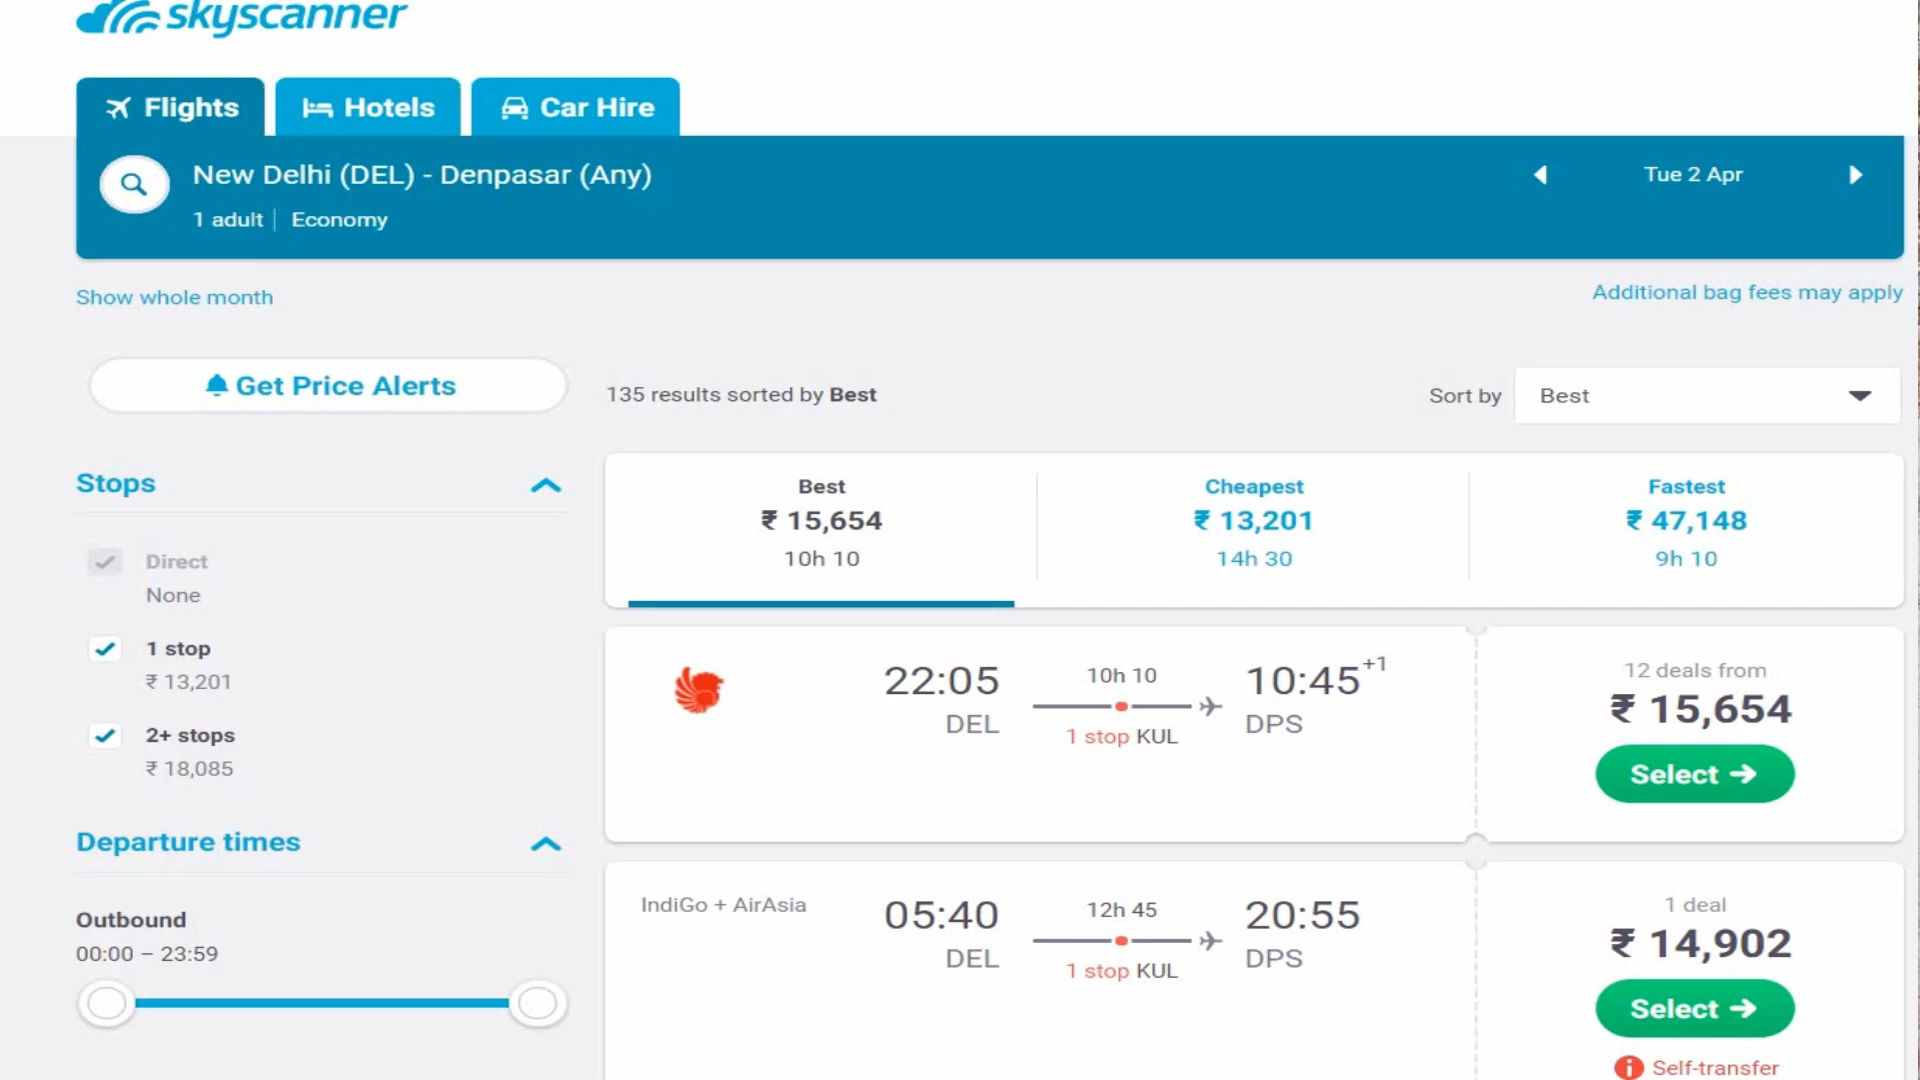 skyscanner
Flights
Hotels
Car Hire
New Delhi (DEL) - Denpasar (Any)
1 adult
Economy
Tue 2 Apr
Show whole month
Additional bag fees may apply
Get Price Alerts
135 results sorted by Best
Sort by
Best
Stops
Direct
None
1 stop
₹ 13,201
2+ stops
₹ 18,085
Departure times
Outbound
00:00 – 23:59
Best
₹ 15,654
10h 10
Cheapest
₹ 13,201
14h 30
Fastest
₹ 47,148
9h 10
22:05
DEL
10h 10
1 stop KUL
10:45+1
DPS
12 deals from
₹ 15,654
Select
IndiGo + AirAsia
05:40
DEL
12h 45
1 stop KUL
20:55
DPS
1 deal
₹ 14,902
Select
Self-transfer